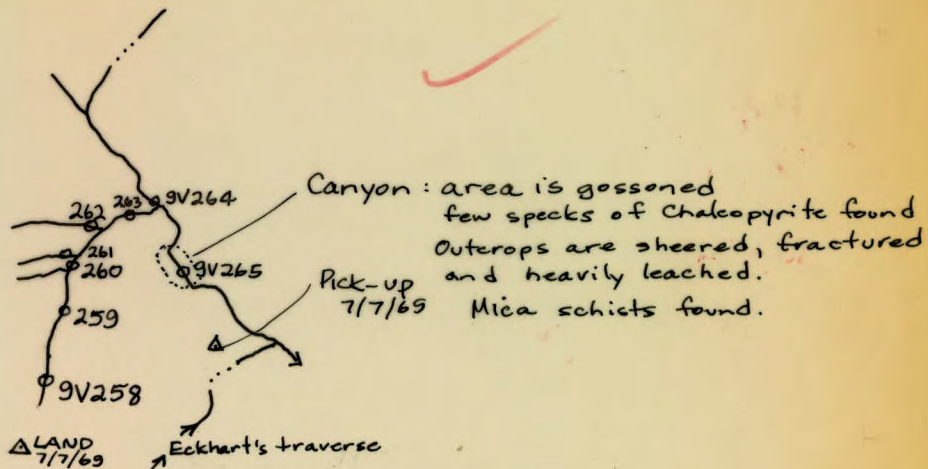 Canyon : area is gossoned
few specks of Chalcopyrite found
Outcrops are sheered, fractured
and heavily leached.
Mica schists found.
262
263
9V264
261
260
9V265
Pick-up
7/7/69
259
9V258
LAND
7/7/69
Eckhart's traverse